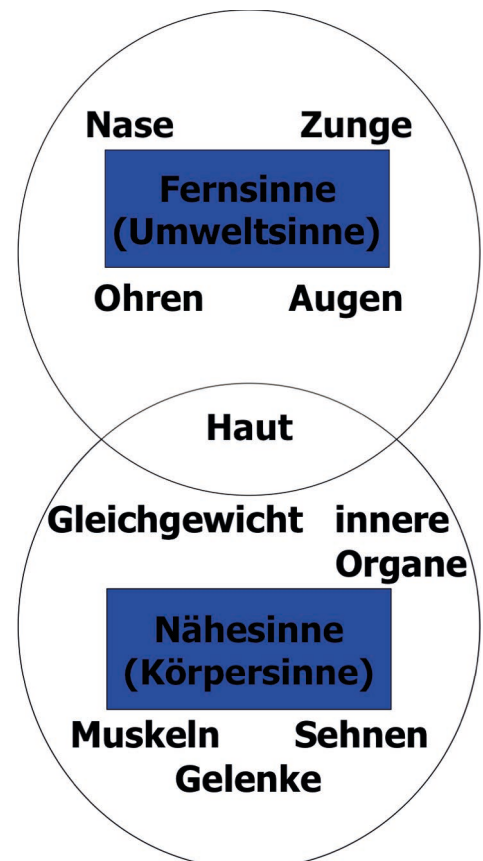 Nase Zunge
Fernsinne
(Umweltsinne)
Ohren Augen
Haut
Gleichgewicht innere
Organe
Nähesinne
(Körpersinne)
Muskeln Sehnen
Gelenke